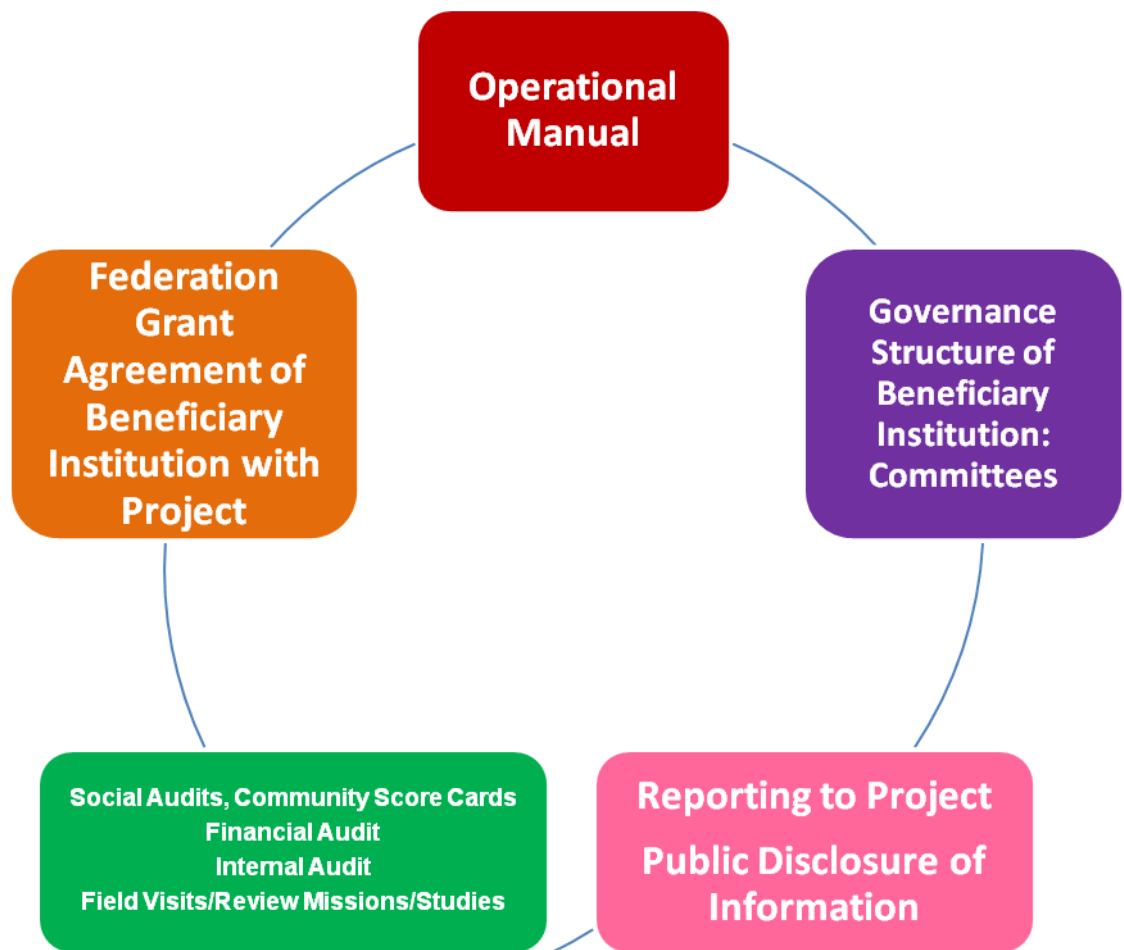 Operational
Manual
Governance
Structure of
Beneficiary
Institution:
Committees
Reporting to Project
Public Disclosure of
Information
Social Audits, Community Score Cards
Financial Audit
Internal Audit
Field Visits/Review Missions/Studies
Federation
Grant
Agreement of
Beneficiary
Institution with
Project